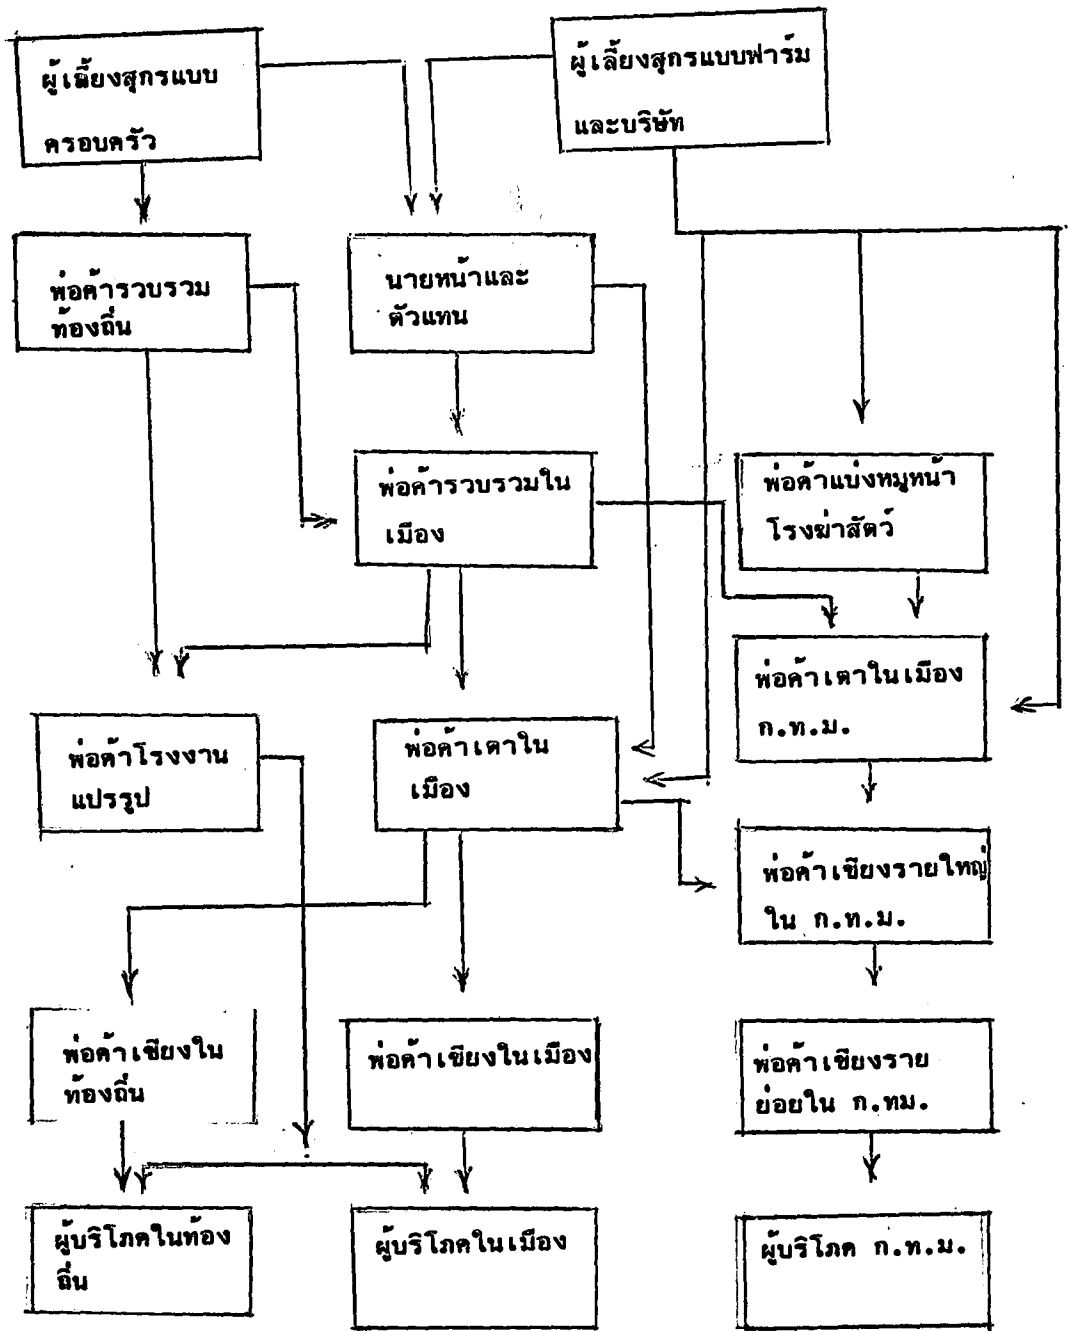 ผู้เลี้ยงสุกรแบบ
ครอบครัว
ผู้เลี้ยงสุกรแบบฟาร์ม
และบริษัท
พ่อค้ารวบรวม
ท้องถิ่น
นายหน้าและ
ตัวแทน
พ่อค้ารวบรวมใน
เมือง
พ่อค้าแบ่งหมูหน้า
โรงฆ่าสัตว์
พ่อค้าเตาในเมือง
ก.ท.ม.
พ่อค้าโรงงาน
แปรรูป
พ่อค้าเตาใน
เมือง
พ่อค้าเขียงรายใหญ่
ใน ก.ท.ม.
พ่อค้าเขียงใน
ท้องถิ่น
พ่อค้าเขียงในเมือง
พ่อค้าเขียงราย
ย่อยใน ก.ทม.
ผู้บริโภคในท้อง
ถิ่น
ผู้บริโภคในเมือง
ผู้บริโภค ก.ท.ม.